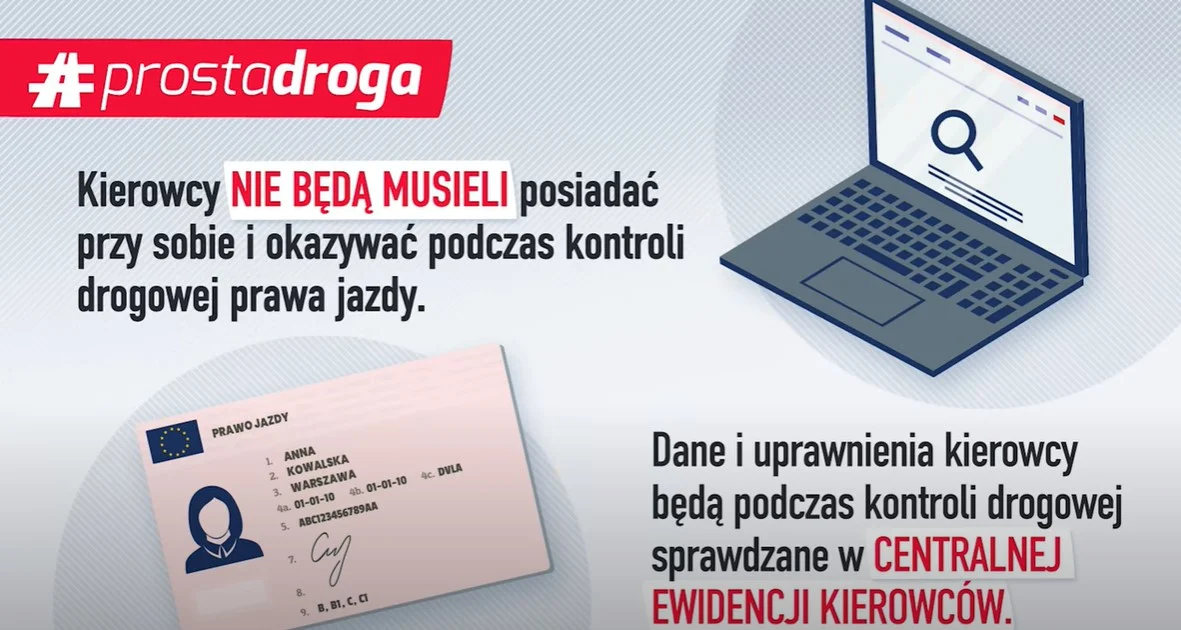 #prostadroga
Kierowcy NIE BĘDĄ MUSIELI posiadać
przy sobie i okazywać podczas kontroli
drogowej prawa jazdy.
PRAWO JAZDY
1. ANNA
2. KOWALSKA
3. WARSZAWA
4a. 01-01-10 4b. 01-01-10 4c. DVLA
5. ABC123456789AA
7.
8.
9. B, B1, C, C1
Dane i uprawnienia kierowcy
będą podczas kontroli drogowej
sprawdzane w CENTRALNEJ
EWIDENCJI KIEROWCÓW.